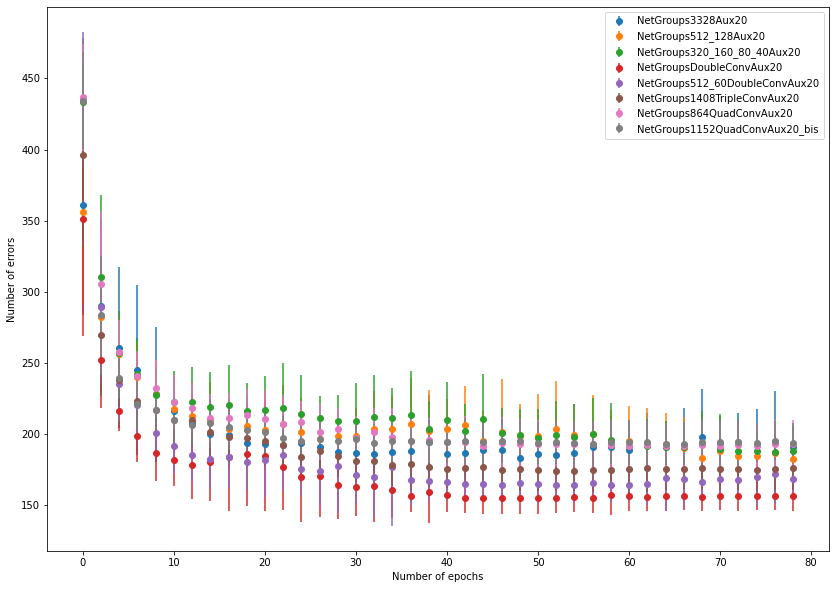 NetGroups3328Aux20
NetGroups512_128Aux20
NetGroups320_160_80_40Aux20
NetGroupsDoubleConvAux20
NetGroups512_60DoubleConvAux20
NetGroups1408TripleConvAux20
NetGroups864QuadConvAux20
NetGroups1152QuadConvAux20_bis
Number of errors
450
400
350
300
250
200
150
0 10 20 30 40 50 60 70 80
Number of epochs